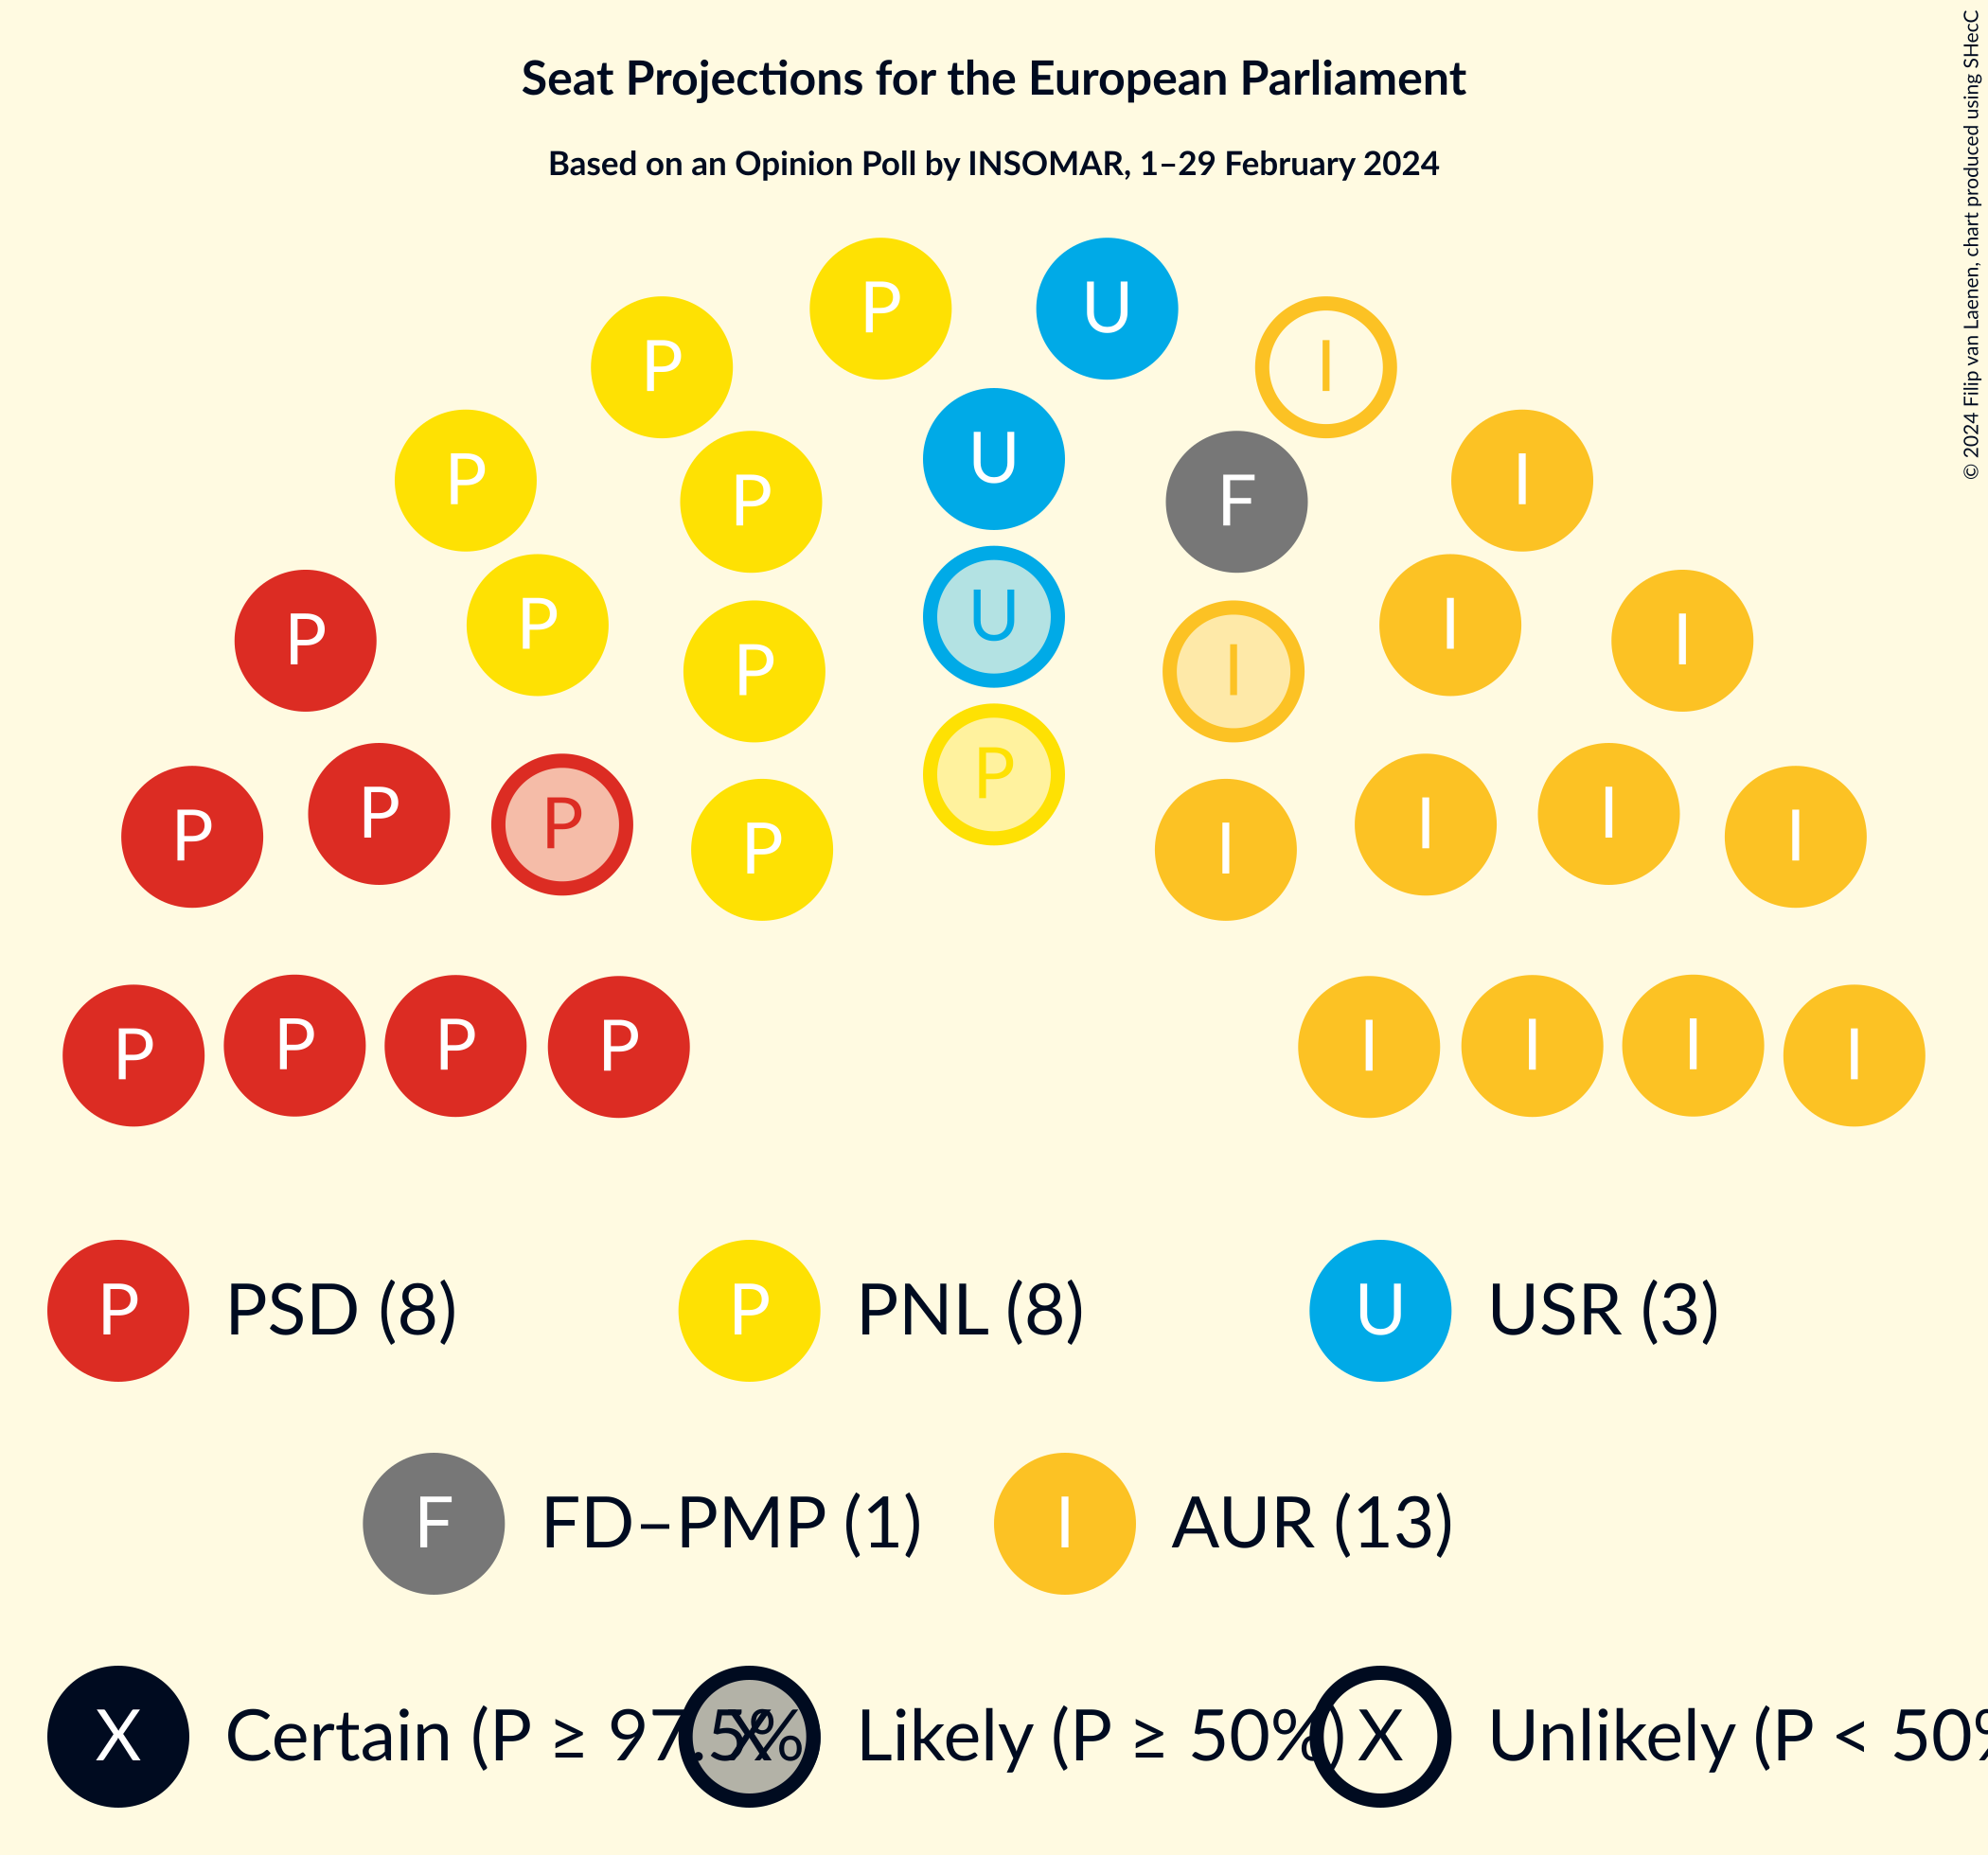 Seat Projections for the European Parliament
Based on an Opinion Poll by INSOMAR, 1–29 February 2024
© 2024 Filip van Laenen, chart produced using SHecC
P U
P I
P U F I
P
P P U I I
P P I
P P P P P I I I I
P P P P I I I I
P PSD (8) P PNL (8) U USR (3)
F FD–PMP (1) I AUR (13)
X Certain (P ≥ 97.5% X Likely (P ≥ 50%) X Unlikely (P < 50%